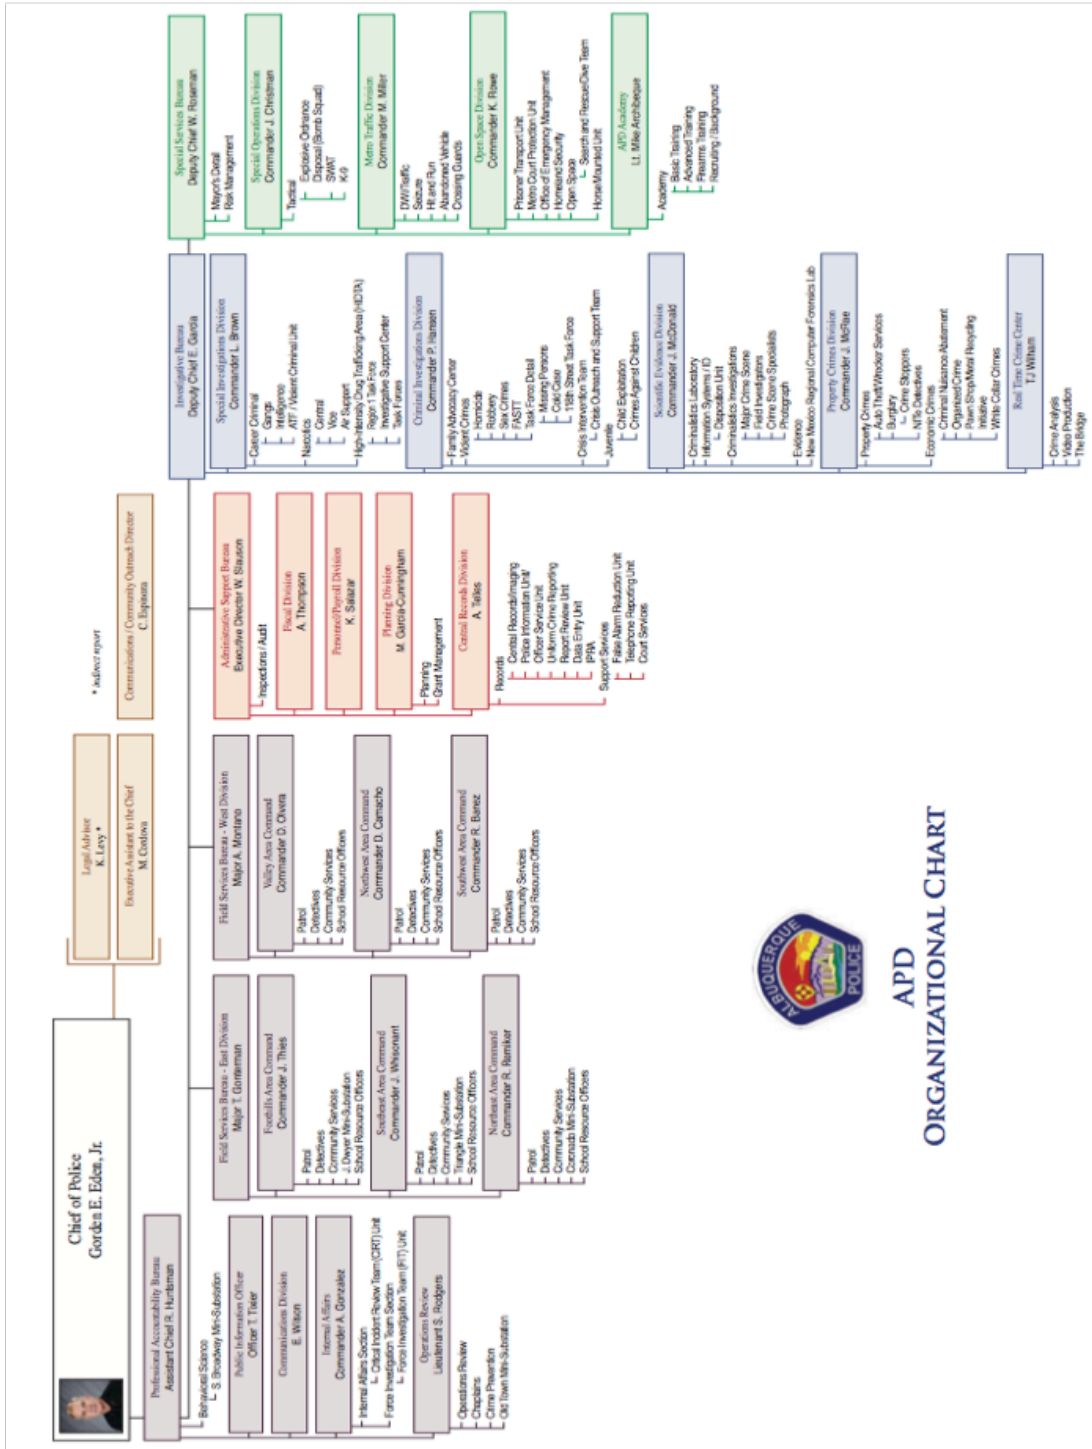 Chief of Police
Gorden E. Eden, Jr.
Legal Advisor
K. Levy *
Executive Assistant to the Chief
M. Cordova
* indirect report
Communications / Community Outreach Director
C. Espinoza
Professional Accountability Bureau
Assistant Chief R. Huntsman
Behavioral Science
S. Broadway Mini-Substation
Public Information Officer
Officer T. Tixier
Communications Division
E. Wilson
Internal Affairs
Commander A. Gonzalez
Internal Affairs Section
Critical Incident Review Team (CIRT) Unit
Force Investigation Team Section
Force Investigation Team (FIT) Unit
Operations Review
Lieutenant S. Rodgers
Operations Review
Chaplains
Crime Prevention
Old Town Mini-Substation
Field Services Bureau - East Division
Major T. Gonterman
Foothills Area Command
Commander J. Thies
Patrol
Detectives
Community Services
J. Dwyer Mini-Substation
School Resource Officers
Southeast Area Command
Commander J. Whisonant
Patrol
Detectives
Community Services
Triangle Mini-Substation
School Resource Officers
Northeast Area Command
Commander R. Remiker
Patrol
Detectives
Community Services
Coronado Mini-Substation
School Resource Officers
Field Services Bureau - West Division
Major A. Montano
Valley Area Command
Commander D. Olvera
Patrol
Detectives
Community Services
School Resource Officers
Northwest Area Command
Commander D. Camacho
Patrol
Detectives
Community Services
School Resource Officers
Southwest Area Command
Commander R. Banez
Patrol
Detectives
Community Services
School Resource Officers
Administrative Support Bureau
Executive Director W. Slauson
Inspections / Audit
Fiscal Division
A. Thompson
Personnel/Payroll Division
K. Salazar
Planning Division
M. Garcia-Cunningham
Planning
Grant Management
Central Records Division
A. Telles
Records
Central Records/Imaging
Police Information Unit/
Officer Service Unit
Uniform Crime Reporting
Report Review Unit
Data Entry Unit
IPRA
Support Services
False Alarm Reduction Unit
Telephone Reporting Unit
Court Services
Investigative Bureau
Deputy Chief E. Garcia
Special Investigations Division
Commander L. Brown
Career Criminal
Gangs
Intelligence
ATF / Violent Criminal Unit
Narcotics
Central
Vice
Air Support
High-Intensity Drug Trafficking Area (HIDTA)
Region 1 Task Force
Investigative Support Center
Task Forces
Criminal Investigations Division
Commander P. Hansen
Family Advocacy Center
Violent Crimes
Homicide
Robbery
Sex Crimes
FASTT
Task Force Detail
Missing Persons
Cold Case
118th Street Task Force
Crisis Intervention Team
Crisis Outreach and Support Team
Juvenile
Child Exploitation
Crimes Against Children
Scientific Evidence Division
Commander J. McDonald
Criminalistics Laboratory
Information Systems / ID
Disposition Unit
Criminalistics Investigations
Major Crime Scene
Field Investigations
Crime Scene Specialists
Photograph
Evidence
New Mexico Regional Computer Forensics Lab
Property Crimes Division
Commander J. McRae
Property Crimes
Auto Theft/Wrecker Services
Burglary
Crime Stoppers
NITe Detectives
Economic Crimes
Criminal Nuisance Abatement
Organized Crime
Pawn Shop/Metal Recycling
Initiative
White Collar Crimes
Real Time Crime Center
TJ Wilham
Crime Analysis
Video Production
The Bridge
Special Services Bureau
Deputy Chief W. Roseman
Mayor's Detail
Risk Management
Special Operations Division
Commander J. Christman
Tactical
Explosive Ordnance
Disposal (Bomb Squad)
SWAT
K-9
Metro Traffic Division
Commander M. Miller
DWI/Traffic
Seizure
Hit and Run
Abandoned Vehicle
Crossing Guards
Open Space Division
Commander K. Rowe
Prisoner Transport Unit
Metro Court Protection Unit
Office of Emergency Management
Homeland Security
Open Space
Search and Rescue/Dive Team
Horse Mounted Unit
APD Academy
Lt. Mike Archibeque
Academy
Basic Training
Advanced Training
Firearms Training
Recruiting / Background
ALBUQUERQUE
POLICE
APD
ORGANIZATIONAL CHART